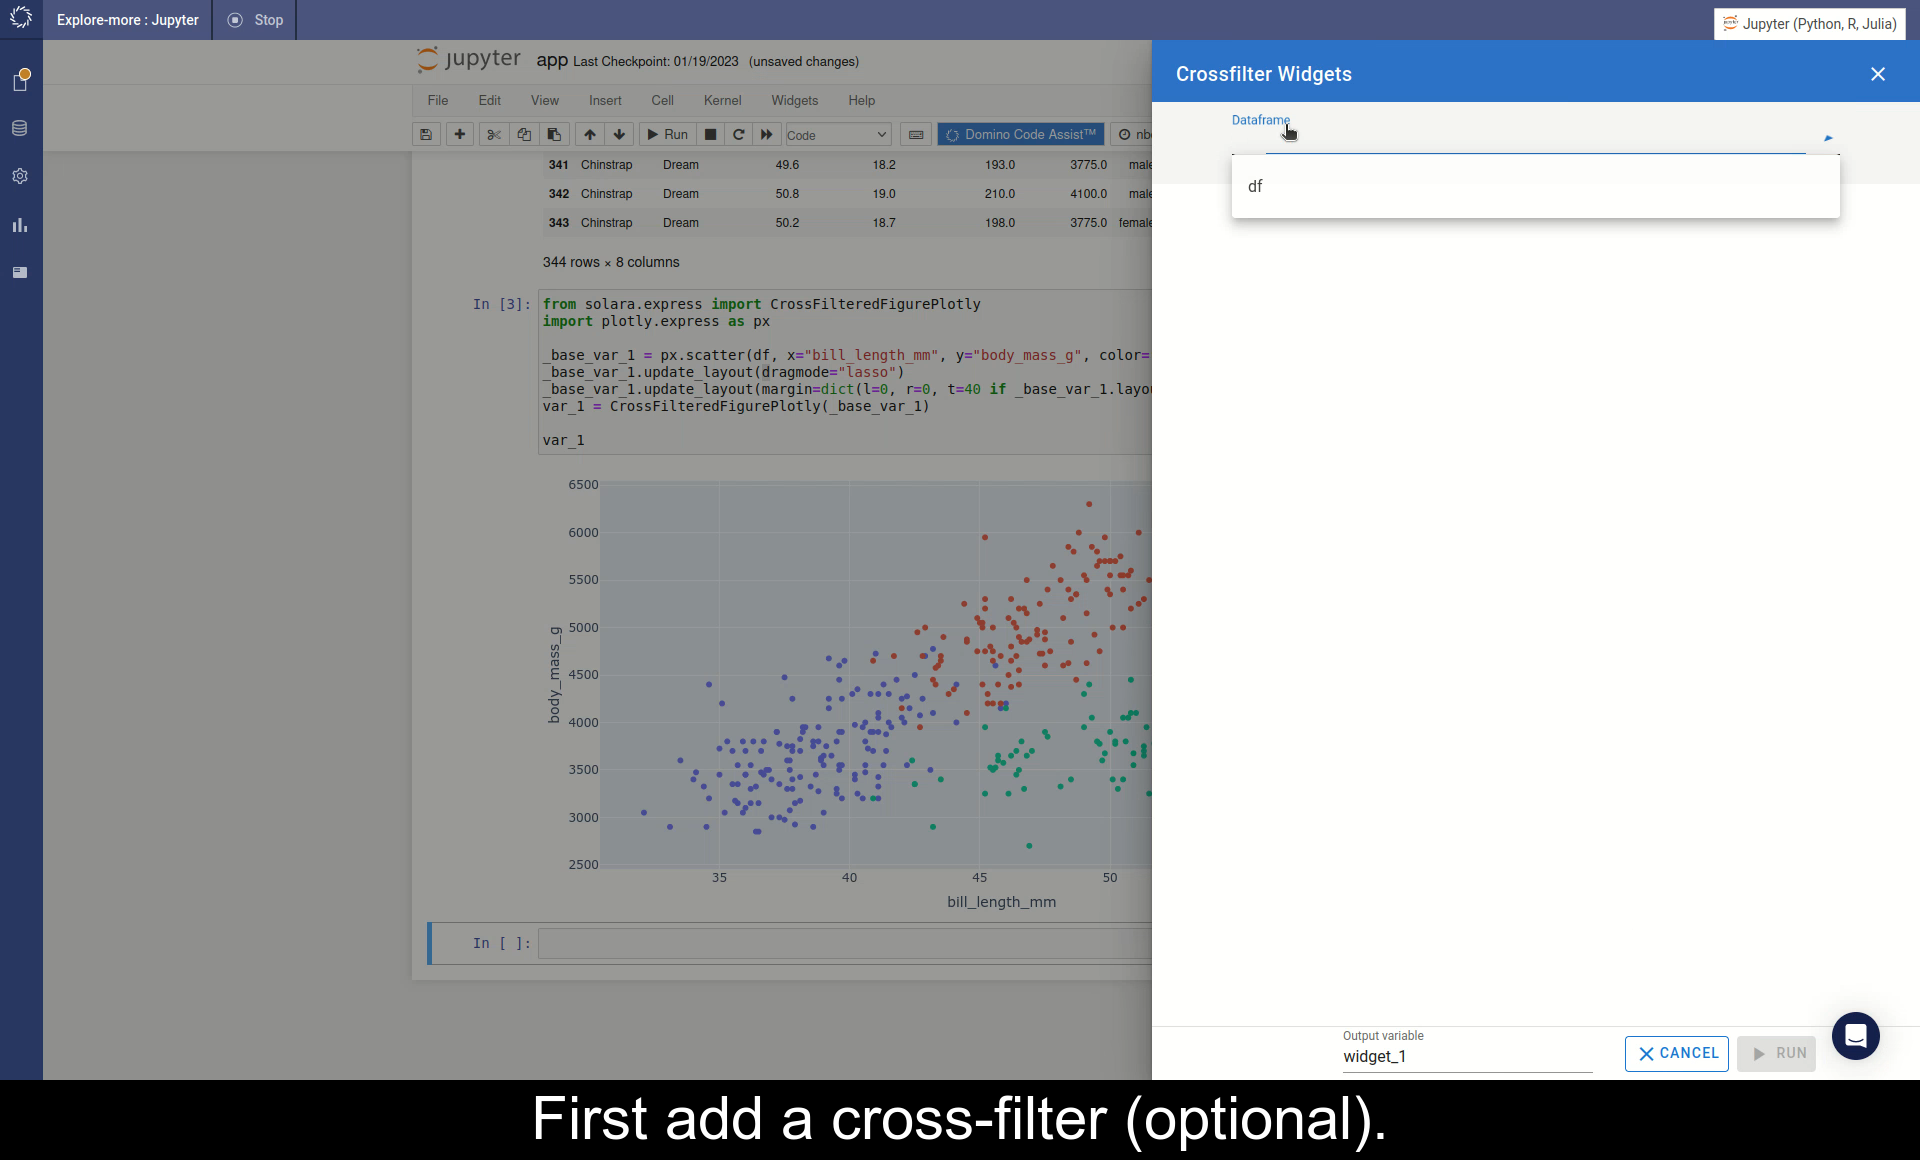 Explore-more : Jupyter
Stop
Jupyter (Python, R, Julia)
jupyter app Last Checkpoint: 01/19/2023 (unsaved changes)
File Edit View Insert Cell Kernel Widgets Help
Run Code Domino Code Assist™ nb
341 Chinstrap Dream 49.6 18.2 193.0 3775.0 male
342 Chinstrap Dream 50.8 19.0 210.0 4100.0 male
343 Chinstrap Dream 50.2 18.7 198.0 3775.0 female
344 rows × 8 columns
In [3]:
from solara.express import CrossFilteredFigurePlotly
import plotly.express as px
_base_var_1 = px.scatter(df, x="bill_length_mm", y="body_mass_g", color=
_base_var_1.update_layout(dragmode="lasso")
_base_var_1.update_layout(margin=dict(l=0, r=0, t=40 if _base_var_1.layo
var_1 = CrossFilteredFigurePlotly(_base_var_1)
var_1
6500
6000
5500
5000
4500
4000
3500
3000
2500
body_mass_g
35 40 45 50
bill_length_mm
In [ ]:
Crossfilter Widgets
Dataframe
df
Output variable
widget_1
CANCEL
RUN
First add a cross-filter (optional).